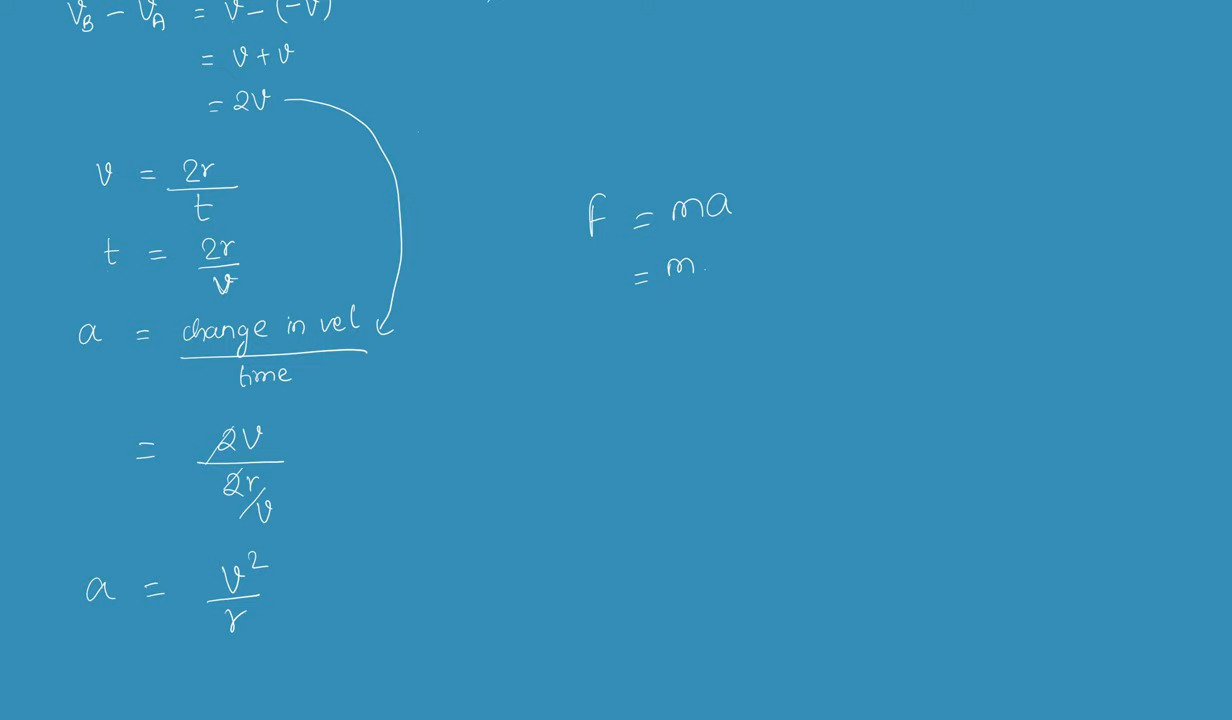 V_B - V_A = v - (-v)
= v + v
= 2v
v = 2r / t
t = 2r / v
a = change in vel / time
= 2v / 2r/v
a = v² / r
F = ma
= m